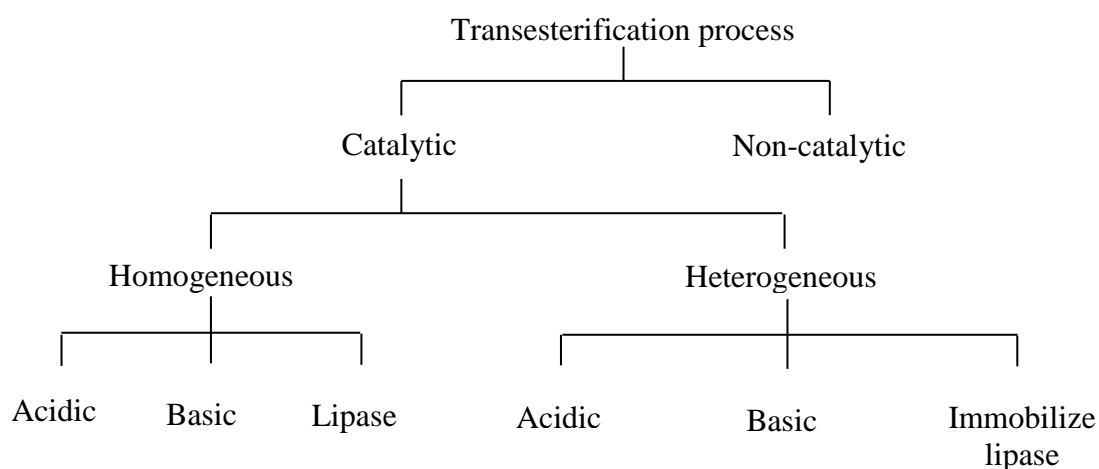 Transesterification process
Catalytic
Non-catalytic
Homogeneous
Heterogeneous
Acidic
Basic
Lipase
Acidic
Basic
Immobilize
lipase